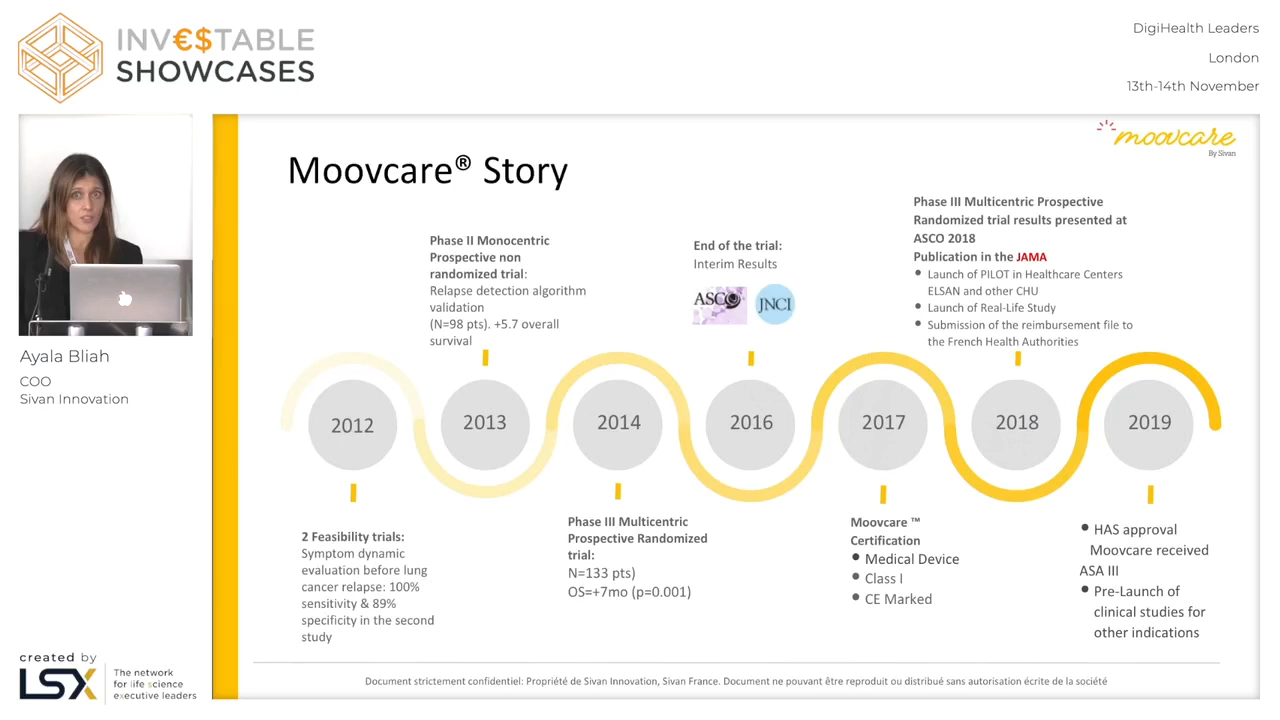 INV€$TABLE
SHOWCASES
DigiHealth Leaders
London
13th-14th November
Ayala Bliah
COO
Sivan Innovation
created by
LSX
The network
for life science
executive leaders
moovcare
By Sivan
Moovcare® Story
2012
2 Feasibility trials:
Symptom dynamic
evaluation before lung
cancer relapse: 100%
sensitivity & 89%
specificity in the second
study
Phase II Monocentric
Prospective non
randomized trial:
Relapse detection algorithm
validation
(N=98 pts). +5.7 overall
survival
2013
2014
Phase III Multicentric
Prospective Randomized
trial:
N=133 pts)
OS=+7mo (p=0.001)
End of the trial:
Interim Results
ASCO
JNCI
2016
2017
Moovcare ™
Certification
• Medical Device
• Class I
• CE Marked
Phase III Multicentric Prospective
Randomized trial results presented at
ASCO 2018
Publication in the JAMA
• Launch of PILOT in Healthcare Centers
ELSAN and other CHU
• Launch of Real-Life Study
• Submission of the reimbursement file to
the French Health Authorities
2018
2019
• HAS approval
Moovcare received
ASA III
• Pre-Launch of
clinical studies for
other indications
Document strictement confidentiel: Propriété de Sivan Innovation, Sivan France. Document ne pouvant être reproduit ou distribué sans autorisation écrite de la société